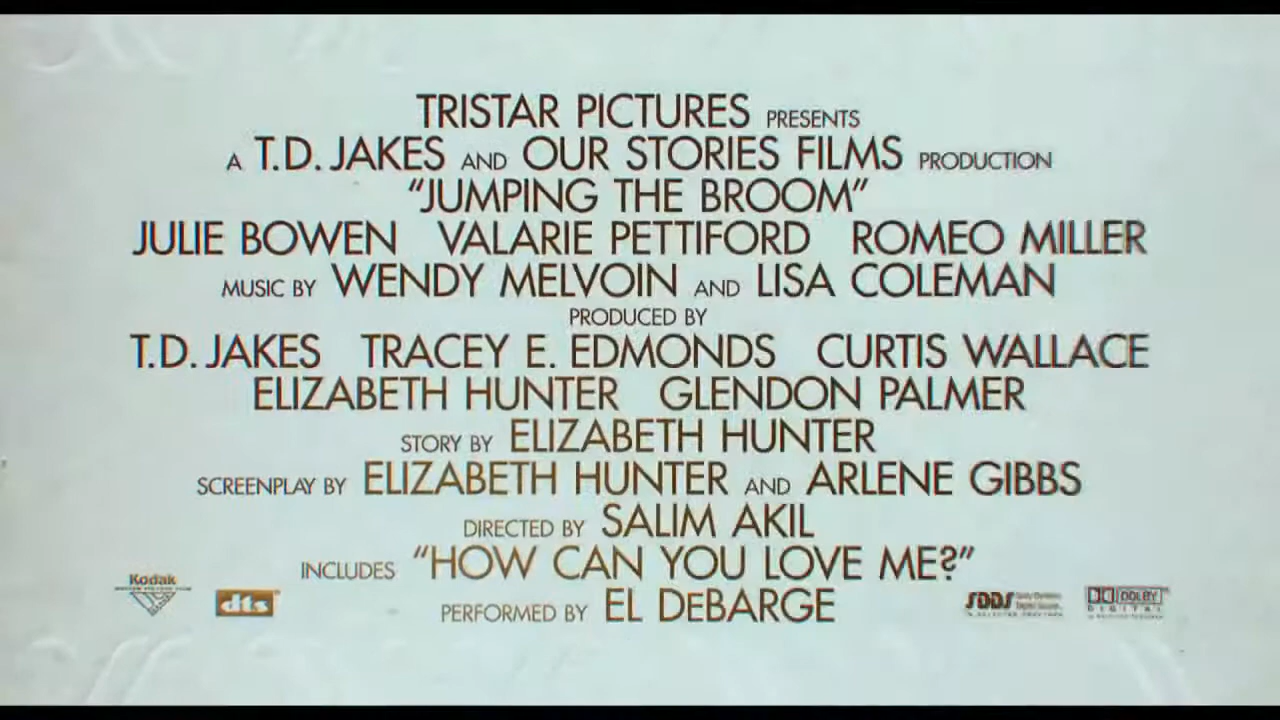 TRISTAR PICTURES PRESENTS
A T.D. JAKES AND OUR STORIES FILMS PRODUCTION
“JUMPING THE BROOM”
JULIE BOWEN VALARIE PETTIFORD ROMEO MILLER
MUSIC BY WENDY MELVOIN AND LISA COLEMAN
PRODUCED BY
T.D. JAKES TRACEY E. EDMONDS CURTIS WALLACE
ELIZABETH HUNTER GLENDON PALMER
STORY BY ELIZABETH HUNTER
SCREENPLAY BY ELIZABETH HUNTER AND ARLENE GIBBS
DIRECTED BY SALIM AKIL
INCLUDES “HOW CAN YOU LOVE ME?”
PERFORMED BY EL DEBARGE
Kodak
dts
SDDS
DOLBY
DIGITAL